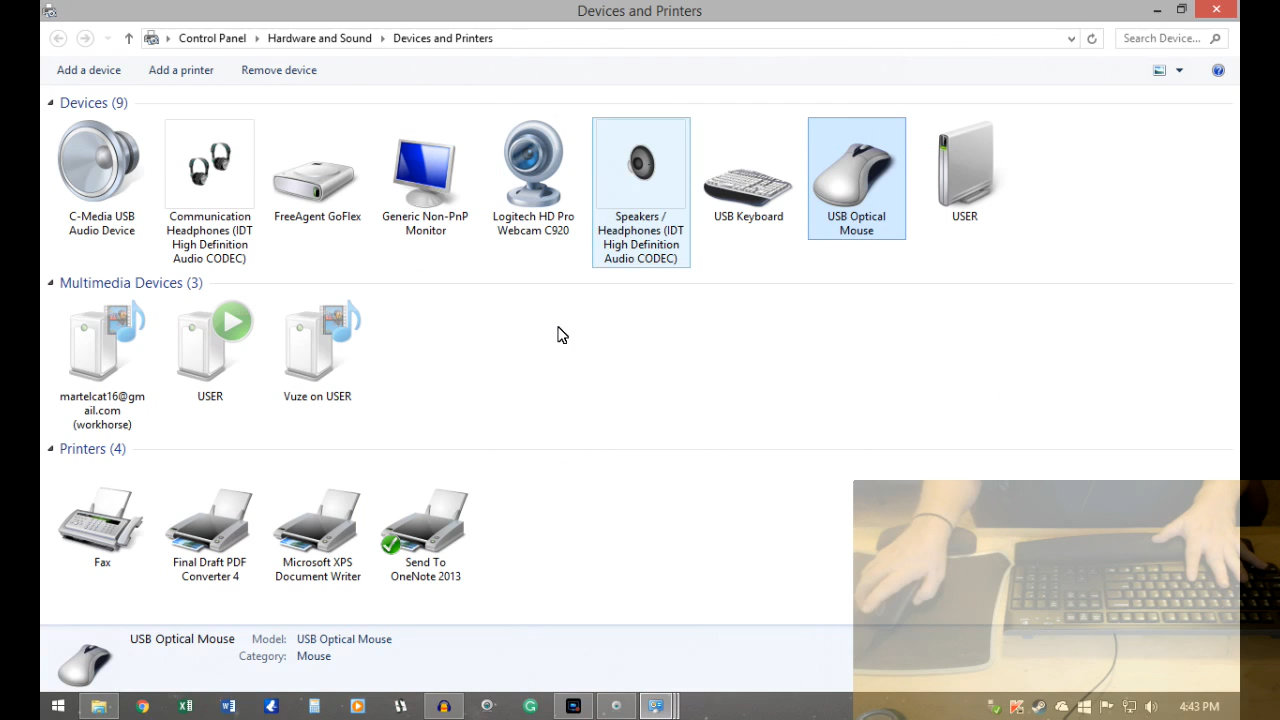 Devices and Printers
Control Panel Hardware and Sound Devices and Printers
Search Device...
Add a device Add a printer Remove device
Devices (9)
C-Media USB
Audio Device
Communication
Headphones (IDT
High Definition
Audio CODEC)
FreeAgent GoFlex
Generic Non-PnP
Monitor
Logitech HD Pro
Webcam C920
Speakers /
Headphones (IDT
High Definition
Audio CODEC)
USB Keyboard
USB Optical
Mouse
USER
Multimedia Devices (3)
martelcat16@gm
ail.com
(workhorse)
USER
Vuze on USER
Printers (4)
Fax
Final Draft PDF
Converter 4
Microsoft XPS
Document Writer
Send To
OneNote 2013
USB Optical Mouse Model: USB Optical Mouse
Category: Mouse
4:43 PM